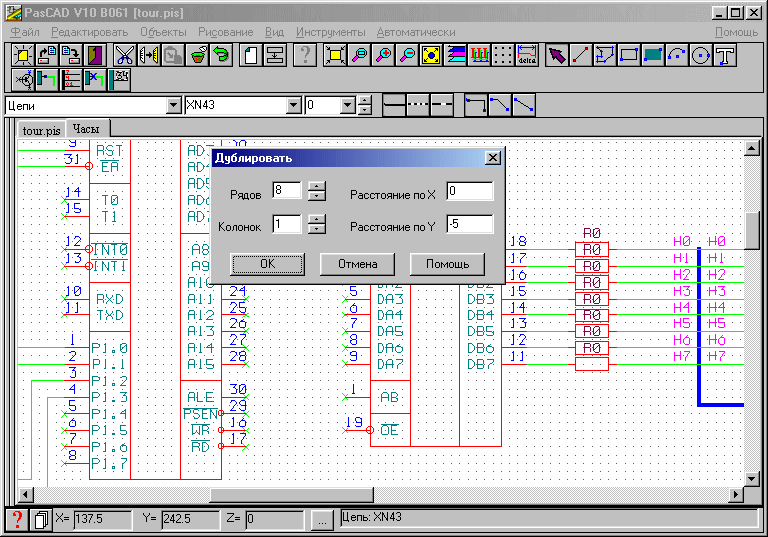 PasCAD V10 B061 [tour.pis]
Файл Редактировать Объекты Рисование Вид Инструменты Автоматически Помощь
delta
Цепи XN43 0
tour.pis Часы
9 RST AD3 30
31 EA AD4
AD5
14 T0 AD6
15 T1 AD7
12 INT0 A8
13 INT1 A9
A10
10 RXD A11 24
11 TXD A12 25
A13 26
1 P1.0 A14 27
2 P1.1 A15 28
3 P1.2
4 P1.3 ALE 30
5 P1.4 PSEN 29
6 P1.5 WR 16
7 P1.6 RD 17
8 P1.7
Дублировать
Рядов 8 Расстояние по X 0
Колонок 1 Расстояние по Y -5
OK Отмена Помощь
DA2 DB2
5 DA3 DB3
6 DA4 DB4
7 DA5 DB5
8 DA6 DB6
9 DA7 DB7
1 AB
19 OE
R0
18 R0 H0 H0
17 R0 H1 H1
16 R0 H2 H2
15 R0 H3 H3
14 R0 H4 H4
13 R0 H5 H5
12 R0 H6 H6
11 H7 H7
X= 137.5 Y= 242.5 Z= 0 ... Цепь: XN43